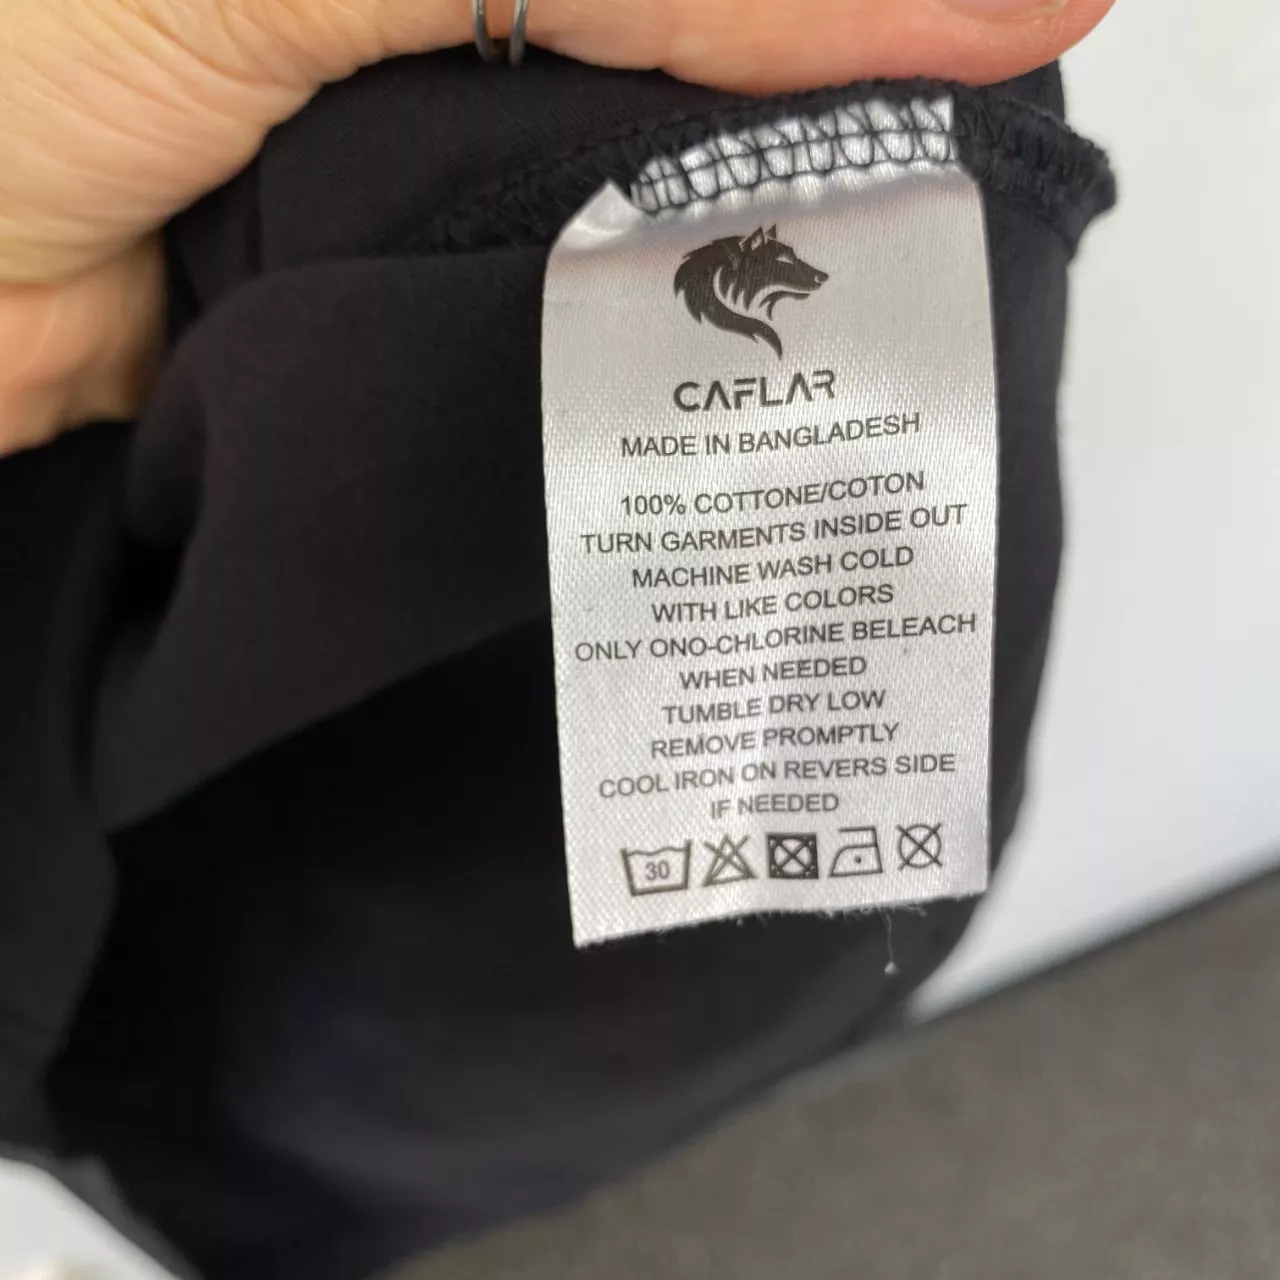 CAFLAR
MADE IN BANGLADESH
100% COTTONE/COTON
TURN GARMENTS INSIDE OUT
MACHINE WASH COLD
WITH LIKE COLORS
ONLY ONO-CHLORINE BELEACH
WHEN NEEDED
TUMBLE DRY LOW
REMOVE PROMPTLY
COOL IRON ON REVERS SIDE
IF NEEDED
30